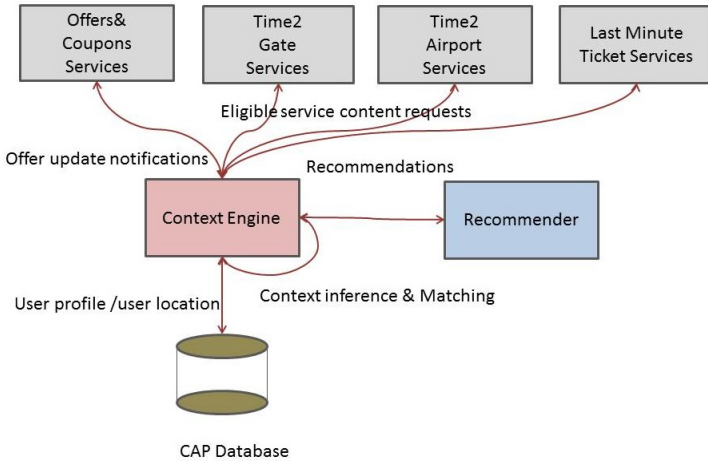 Offers&
Coupons
Services
Time2
Gate
Services
Time2
Airport
Services
Last Minute
Ticket Services
Eligible service content requests
Offer update notifications
Recommendations
Context Engine
Recommender
User profile /user location
Context inference & Matching
CAP Database